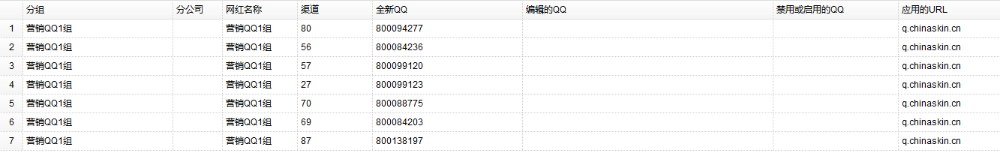 分组 分公司 网红名称 渠道 全新QQ 编辑的QQ 禁用或启用的QQ 应用的URL
1 营销QQ1组 营销QQ1组 80 800094277 q.chinaskin.cn
2 营销QQ1组 营销QQ1组 56 800084236 q.chinaskin.cn
3 营销QQ1组 营销QQ1组 57 800099120 q.chinaskin.cn
4 营销QQ1组 营销QQ1组 27 800099123 q.chinaskin.cn
5 营销QQ1组 营销QQ1组 70 800088775 q.chinaskin.cn
6 营销QQ1组 营销QQ1组 69 800084203 q.chinaskin.cn
7 营销QQ1组 营销QQ1组 87 800138197 q.chinaskin.cn